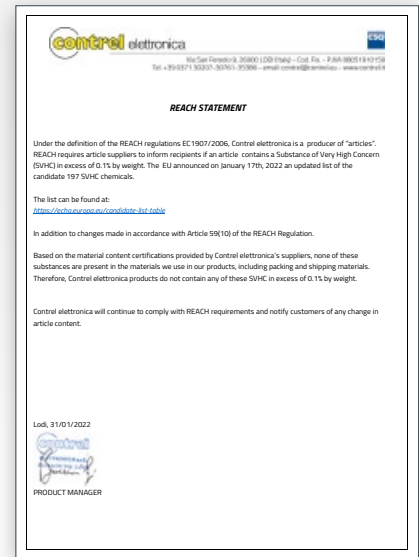 contrel elettronica
CSQ
Via San Fereolo 9, 26900 LODI (Italy) - Cod. Fis. - P.IVA 09051910159
Tel. +39 0371 30207-30761-35386 - email contrel@contrel.eu - www.contrel.it
REACH STATEMENT
Under the definition of the REACH regulations EC1907/2006, Contrel elettronica is a producer of "articles".
REACH requires article suppliers to inform recipients if an article contains a Substance of Very High Concern
(SVHC) in excess of 0.1% by weight. The EU announced on January 17th, 2022 an updated list of the
candidate 197 SVHC chemicals.
The list can be found at:
https://echa.europa.eu/candidate-list-table
In addition to changes made in accordance with Article 59(10) of the REACH Regulation.
Based on the material content certifications provided by Contrel elettronica's suppliers, none of these
substances are present in the materials we use in our products, including packing and shipping materials.
Therefore, Contrel elettronica products do not contain any of these SVHC in excess of 0.1% by weight.
Contrel elettronica will continue to comply with REACH requirements and notify customers of any change in
article content.
Lodi, 31/01/2022
contrel
PRODUCT MANAGER